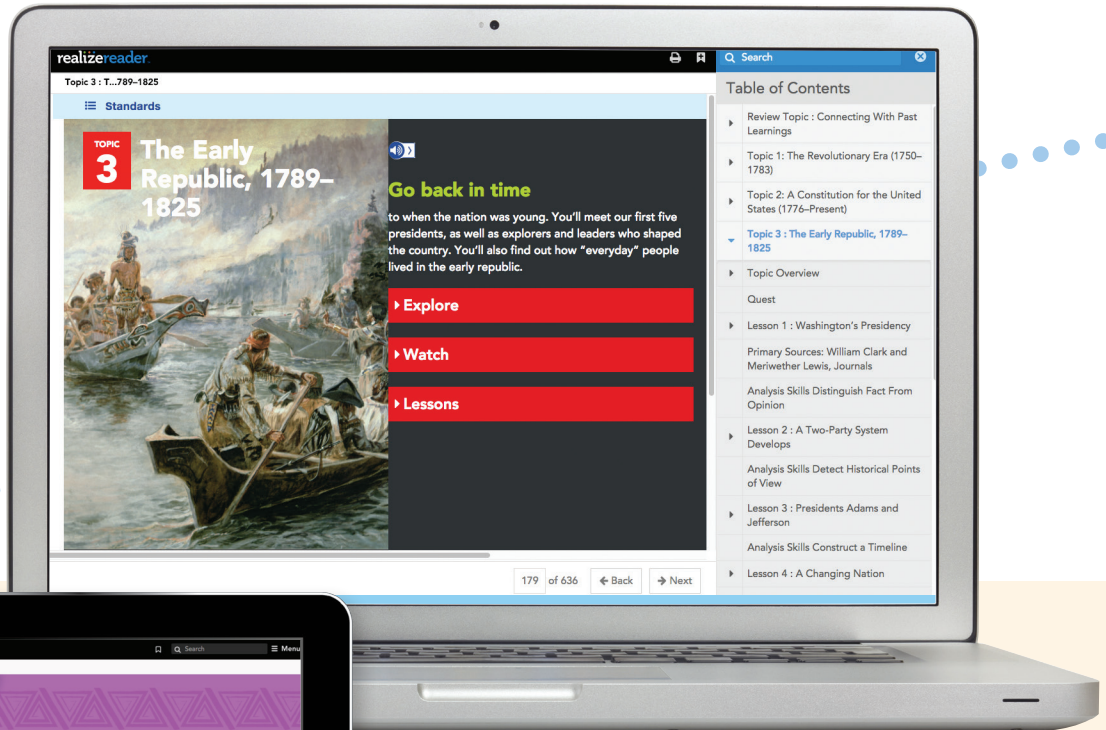 realizereader.
Search
Topic 3 : T...789–1825
Standards
TOPIC
3
The Early
Republic, 1789–
1825
Go back in time
to when the nation was young. You'll meet our first five
presidents, as well as explorers and leaders who shaped
the country. You'll also find out how “everyday” people
lived in the early republic.
Explore
Watch
Lessons
179 of 636
Back
Next
Table of Contents
Review Topic : Connecting With Past
Learnings
Topic 1: The Revolutionary Era (1750–
1783)
Topic 2: A Constitution for the United
States (1776–Present)
Topic 3 : The Early Republic, 1789–
1825
Topic Overview
Quest
Lesson 1 : Washington's Presidency
Primary Sources: William Clark and
Meriwether Lewis, Journals
Analysis Skills Distinguish Fact From
Opinion
Lesson 2 : A Two-Party System
Develops
Analysis Skills Detect Historical Points
of View
Lesson 3 : Presidents Adams and
Jefferson
Analysis Skills Construct a Timeline
Lesson 4 : A Changing Nation
Search
Menu